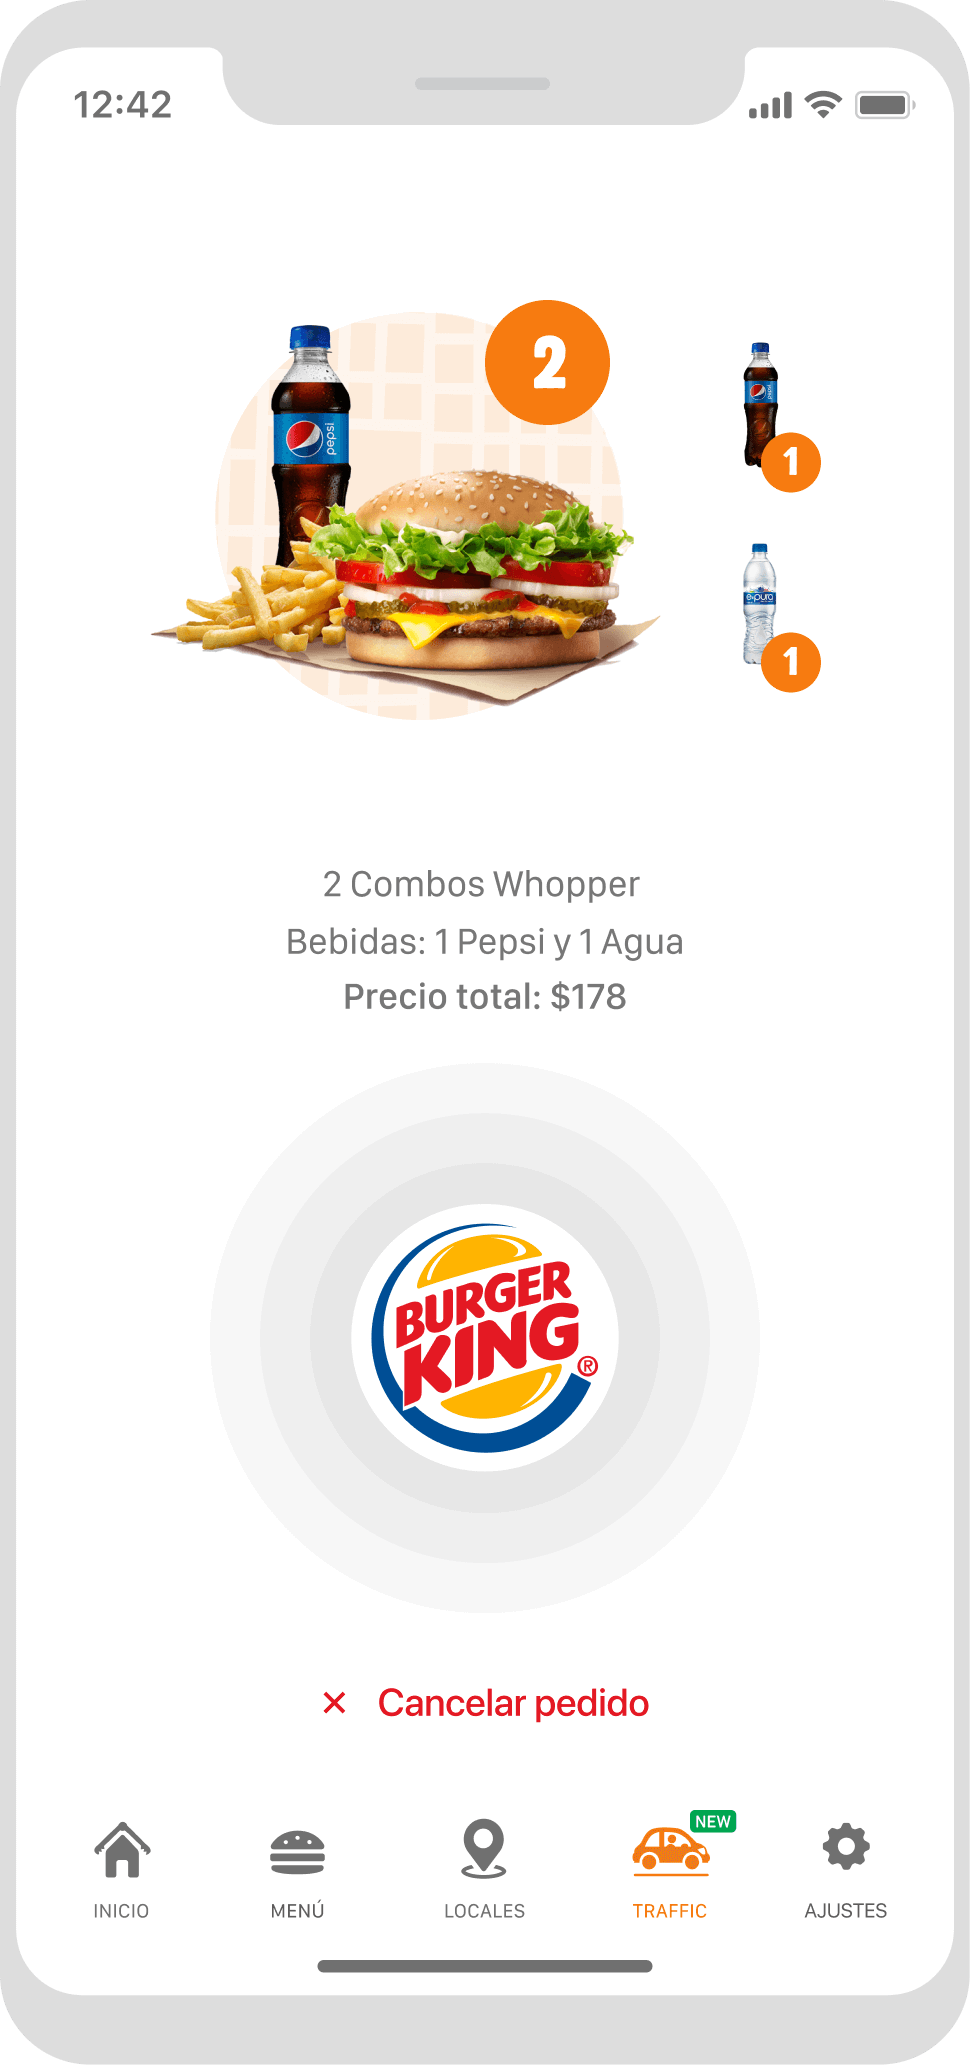 12:42
2
pepsi
1
e·pura
1
2 Combos Whopper
Bebidas: 1 Pepsi y 1 Agua
Precio total: $178
BURGER
KING
®
× Cancelar pedido
NEW
INICIO MENÚ LOCALES TRAFFIC AJUSTES